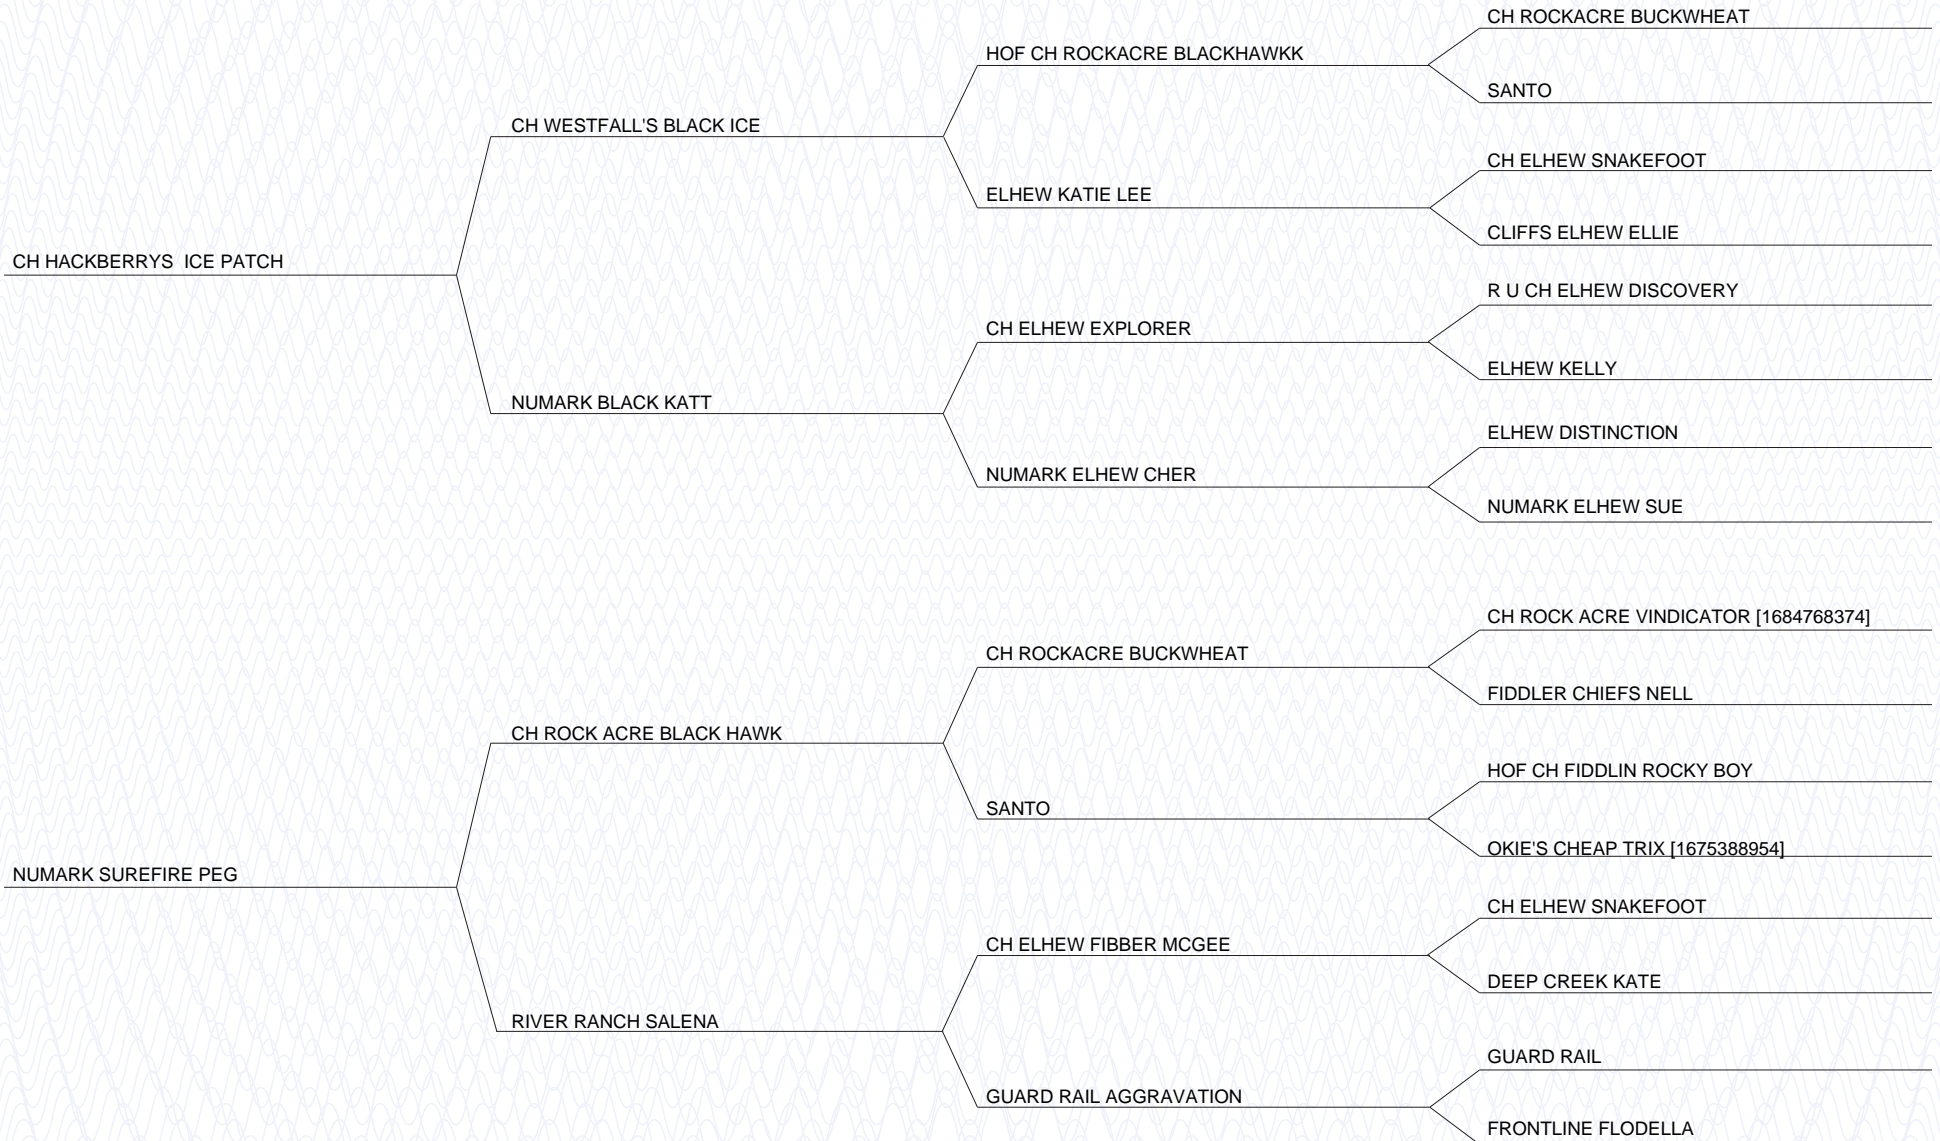 CH ROCKACRE BUCKWHEAT
HOF CH ROCKACRE BLACKHAWKK
SANTO
CH WESTFALL'S BLACK ICE
CH ELHEW SNAKEFOOT
ELHEW KATIE LEE
CLIFFS ELHEW ELLIE
CH HACKBERRYS  ICE PATCH
R U CH ELHEW DISCOVERY
CH ELHEW EXPLORER
ELHEW KELLY
NUMARK BLACK KATT
ELHEW DISTINCTION
NUMARK ELHEW CHER
NUMARK ELHEW SUE
CH ROCK ACRE VINDICATOR [1684768374]
CH ROCKACRE BUCKWHEAT
FIDDLER CHIEFS NELL
CH ROCK ACRE BLACK HAWK
HOF CH FIDDLIN ROCKY BOY
SANTO
OKIE'S CHEAP TRIX [1675388954]
NUMARK SUREFIRE PEG
CH ELHEW SNAKEFOOT
CH ELHEW FIBBER MCGEE
DEEP CREEK KATE
RIVER RANCH SALENA
GUARD RAIL
GUARD RAIL AGGRAVATION
FRONTLINE FLODELLA